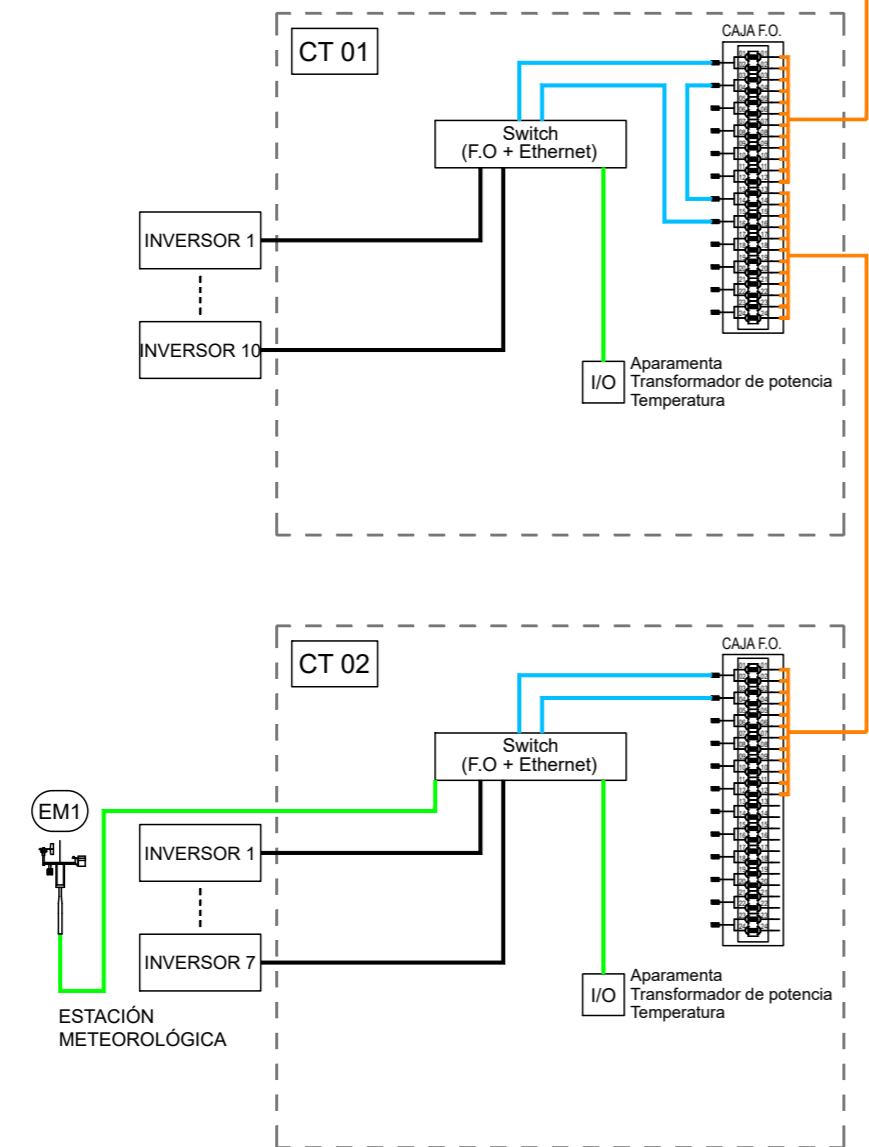 CT 01
CAJA F.O.
Switch
(F.O + Ethernet)
INVERSOR 1
INVERSOR 10
I/O
Aparamenta
Transformador de potencia
Temperatura
CT 02
CAJA F.O.
Switch
(F.O + Ethernet)
EM1
INVERSOR 1
INVERSOR 7
I/O
Aparamenta
Transformador de potencia
Temperatura
ESTACIÓN
METEOROLÓGICA